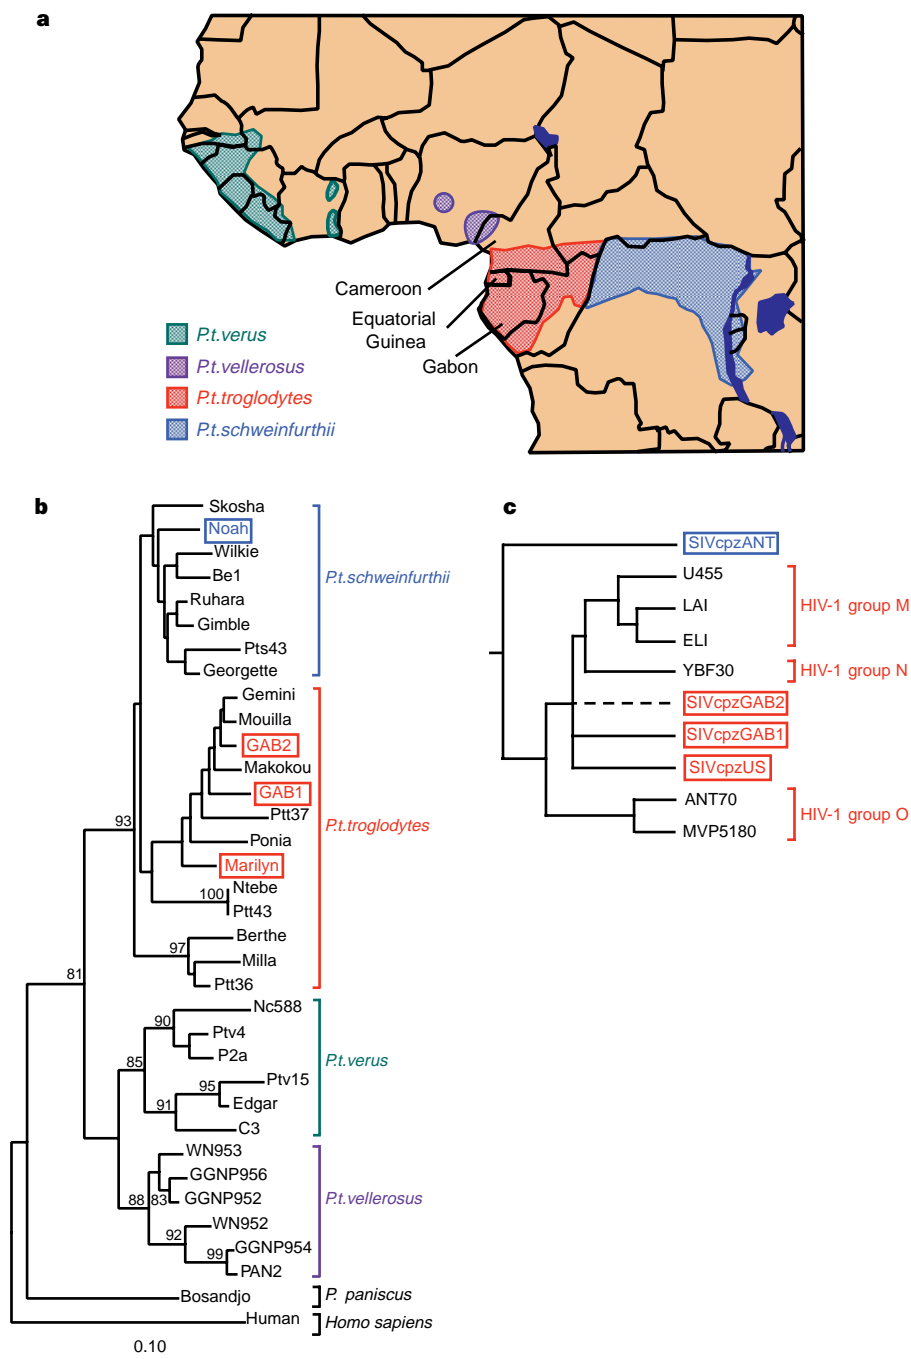 a
Cameroon
Equatorial
Guinea
Gabon
P.t.verus
P.t.vellerosus
P.t.troglodytes
P.t.schweinfurthii
b
Skosha
Noah
Wilkie
Be1
Ruhara
Gimble
Pts43
Georgette
P.t.schweinfurthii
Gemini
Mouilla
GAB2
Makokou
GAB1
Ptt37
Ponia
Marilyn
Ntebe
Ptt43
Berthe
Milla
Ptt36
P.t.troglodytes
93
100
97
81
Nc588
Ptv4
P2a
Ptv15
Edgar
C3
P.t.verus
90
85
95
91
WN953
GGNP956
GGNP952
WN952
GGNP954
PAN2
P.t.vellerosus
88
83
92
99
Bosandjo
P. paniscus
Human
Homo sapiens
0.10
c
SIVcpzANT
U455
LAI
ELI
HIV-1 group M
YBF30
HIV-1 group N
SIVcpzGAB2
SIVcpzGAB1
SIVcpzUS
ANT70
MVP5180
HIV-1 group O